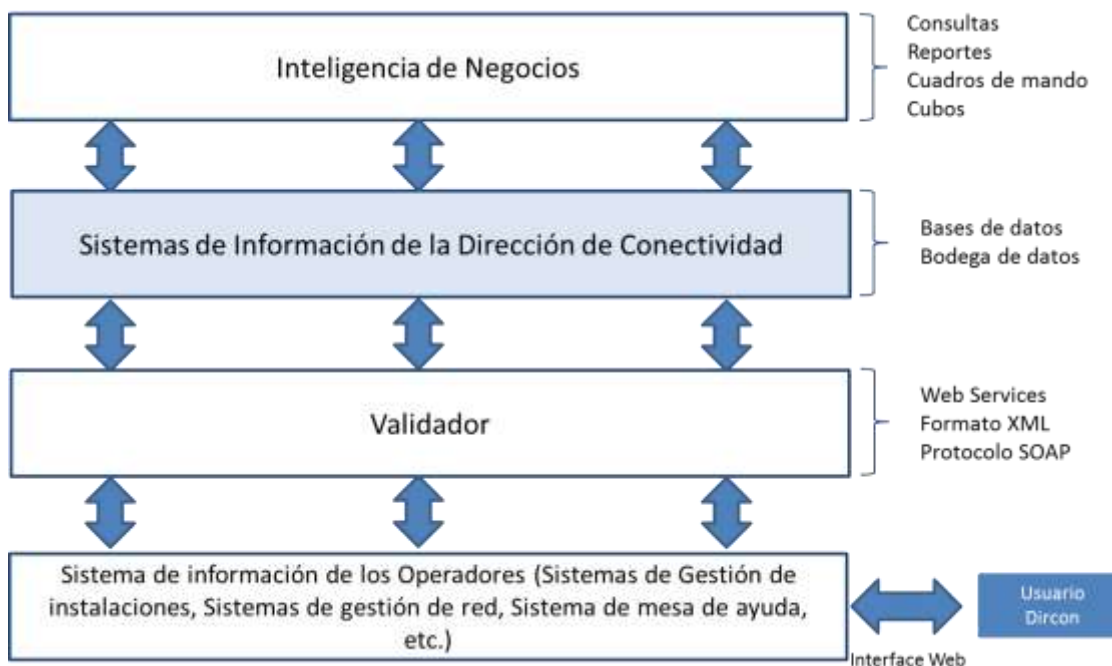 Inteligencia de Negocios
Consultas
Reportes
Cuadros de mando
Cubos
Sistemas de Información de la Dirección de Conectividad
Bases de datos
Bodega de datos
Validador
Web Services
Formato XML
Protocolo SOAP
Sistema de información de los Operadores (Sistemas de Gestión de
instalaciones, Sistemas de gestión de red, Sistema de mesa de ayuda,
etc.)
Usuario
Dircon
Interface Web